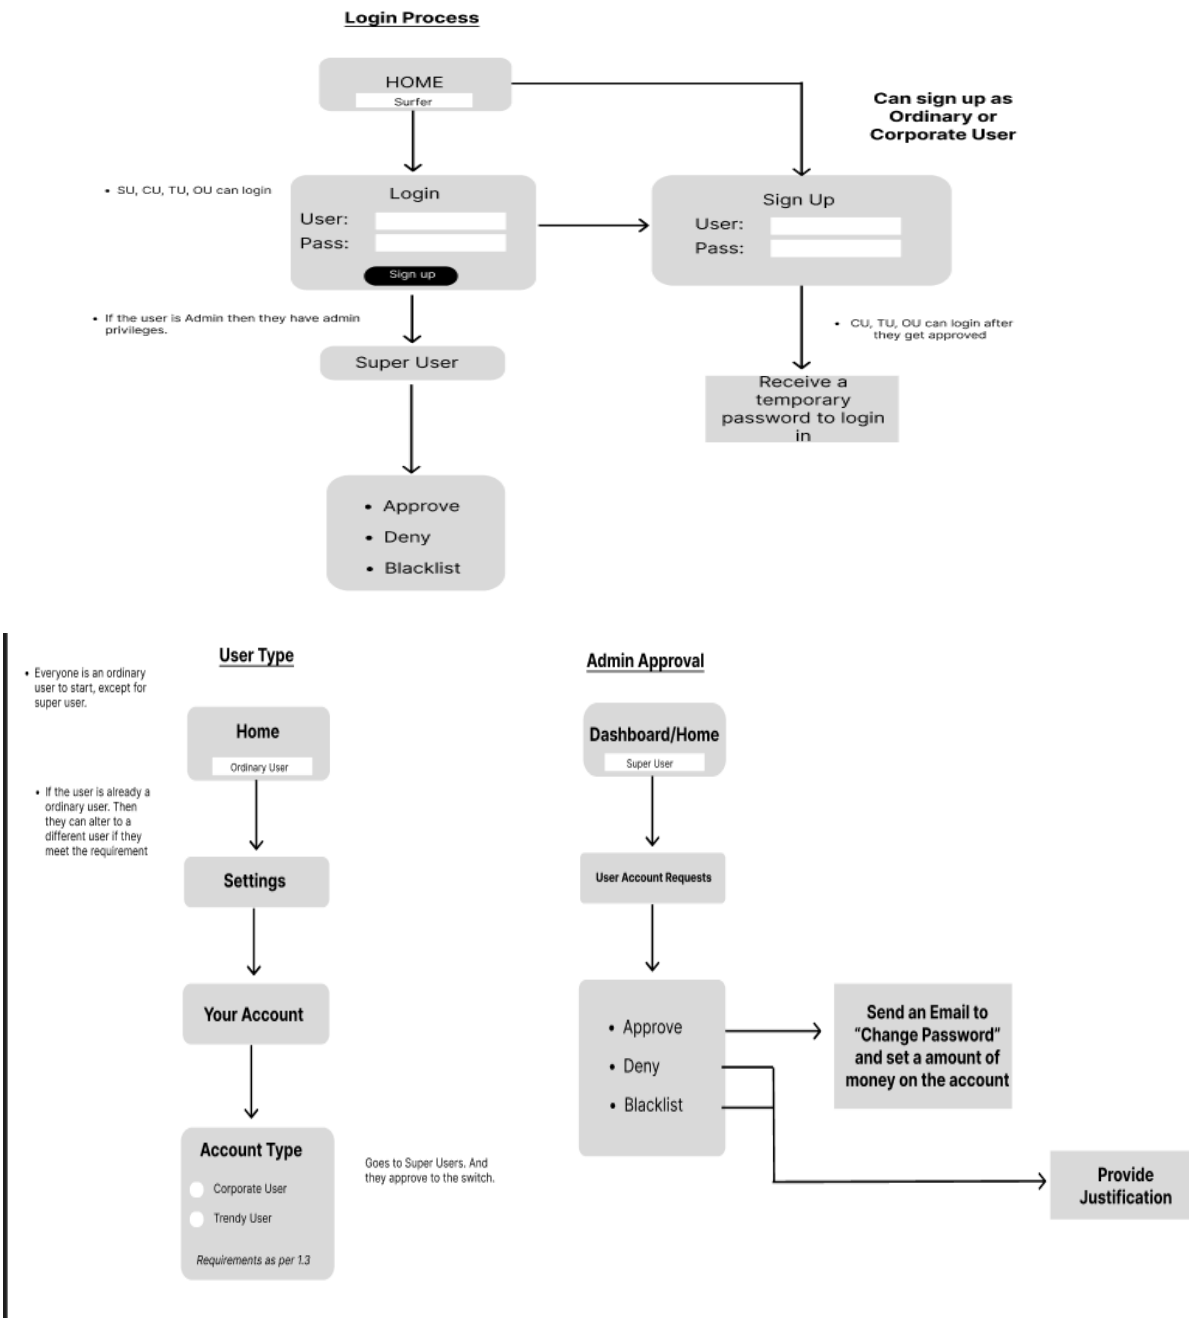 Login Process
HOME
Surfer
Can sign up as
Ordinary or
Corporate User
• SU, CU, TU, OU can login
Login
User:
Pass:
Sign up
Sign Up
User:
Pass:
• If the user is Admin then they have admin
privileges.
• CU, TU, OU can login after
they get approved
Super User
Receive a
temporary
password to login
in
• Approve
• Deny
• Blacklist
User Type
• Everyone is an ordinary
user to start, except for
super user.
Home
Ordinary User
• If the user is already a
ordinary user. Then
they can alter to a
different user if they
meet the requirement
Settings
Your Account
Account Type
Corporate User
Trendy User
Requirements as per 1.3
Goes to Super Users. And
they approve to the switch.
Admin Approval
Dashboard/Home
Super User
User Account Requests
• Approve
• Deny
• Blacklist
Send an Email to
“Change Password”
and set a amount of
money on the account
Provide
Justification